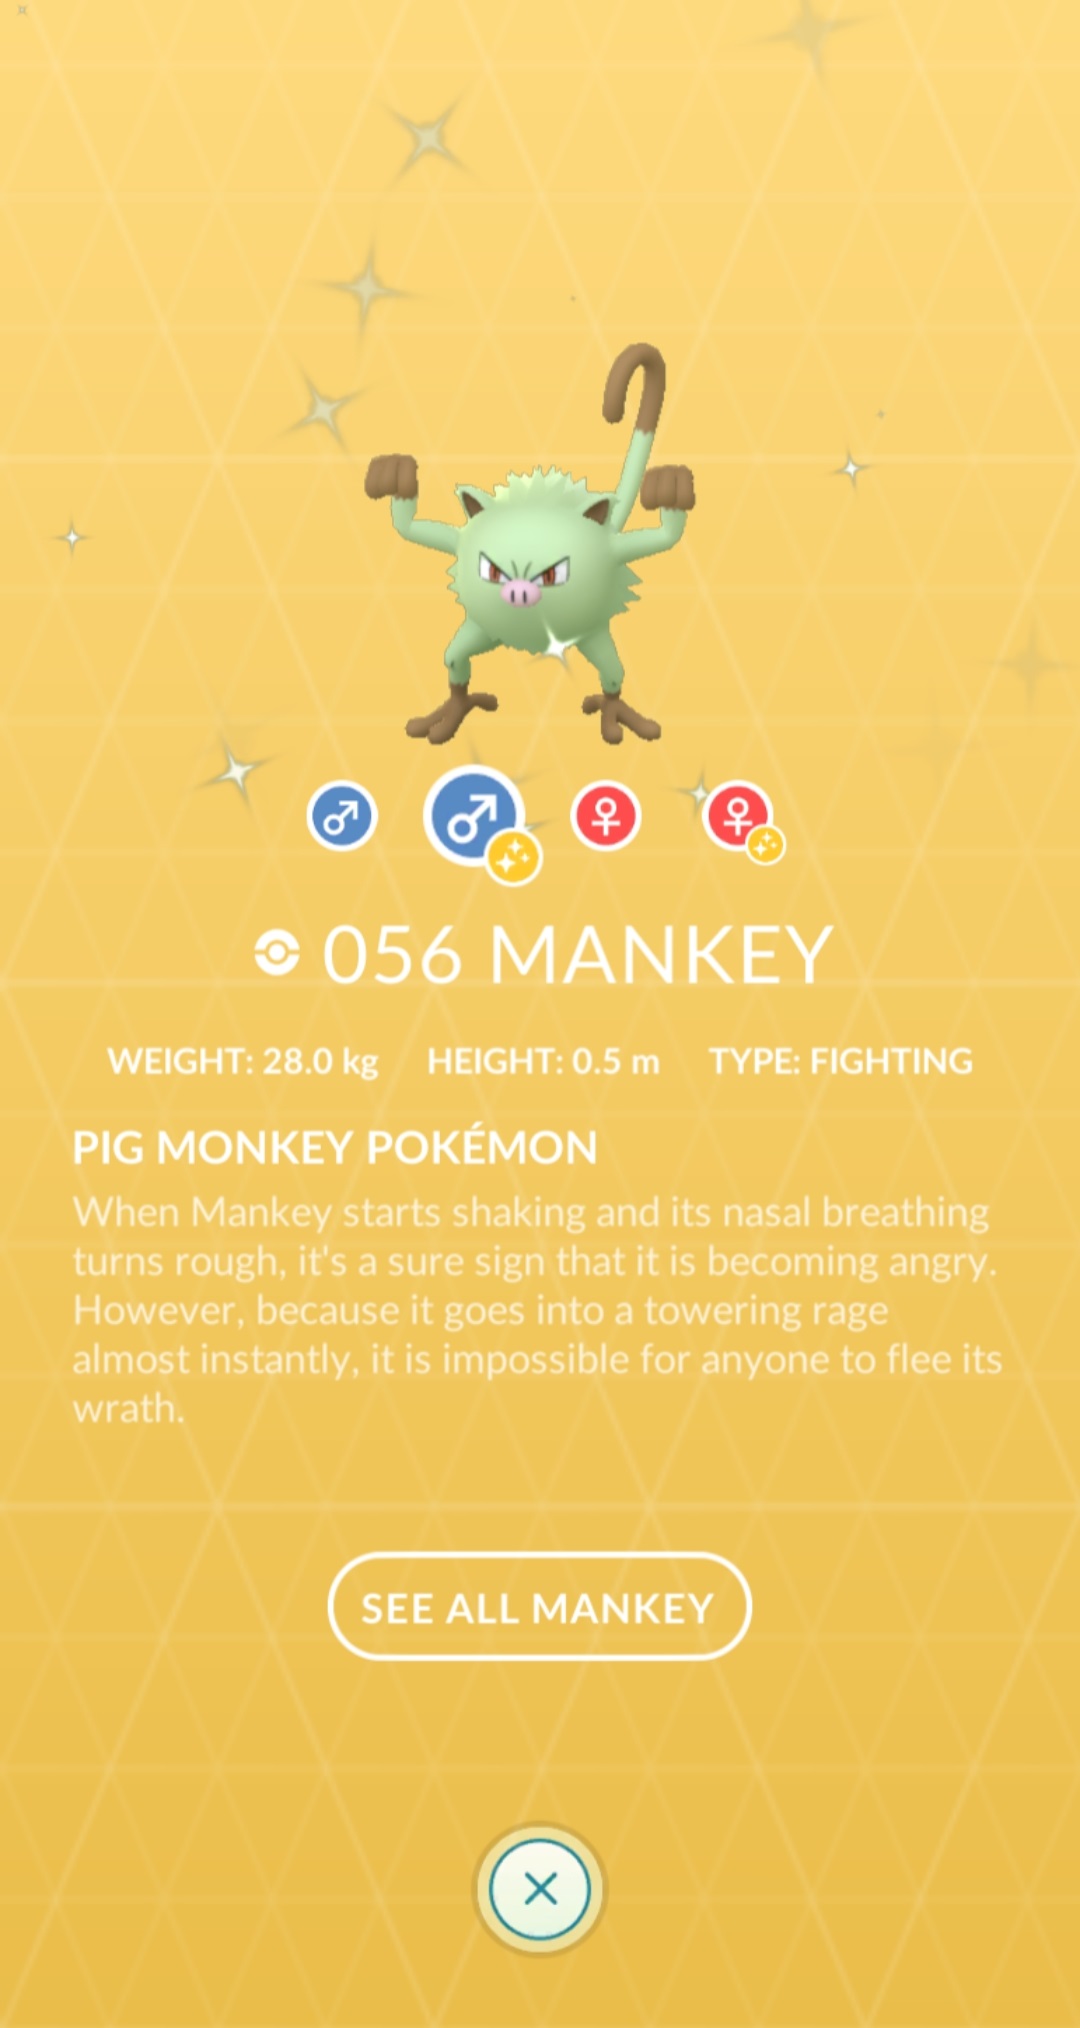 056 MANKEY
WEIGHT: 28.0 kg HEIGHT: 0.5 m TYPE: FIGHTING
PIG MONKEY POKÉMON
When Mankey starts shaking and its nasal breathing
turns rough, it's a sure sign that it is becoming angry.
However, because it goes into a towering rage
almost instantly, it is impossible for anyone to flee its
wrath.
SEE ALL MANKEY